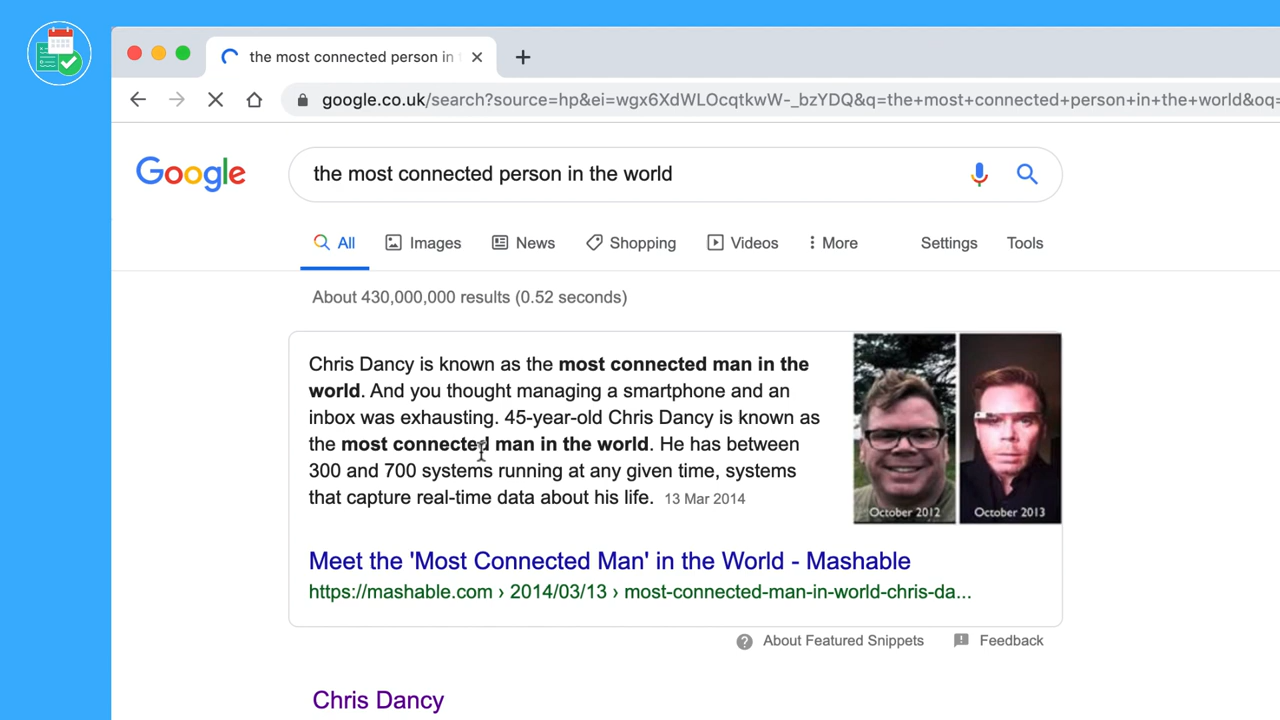 the most connected person in
google.co.uk/search?source=hp&ei=wgx6XdWLOcqtkwW-_bzYDQ&q=the+most+connected+person+in+the+world&oq=
Google
the most connected person in the world
All Images News Shopping Videos More Settings Tools
About 430,000,000 results (0.52 seconds)
Chris Dancy is known as the most connected man in the
world. And you thought managing a smartphone and an
inbox was exhausting. 45-year-old Chris Dancy is known as
the most connected man in the world. He has between
300 and 700 systems running at any given time, systems
that capture real-time data about his life. 13 Mar 2014
October 2012 October 2013
Meet the 'Most Connected Man' in the World - Mashable
https://mashable.com › 2014/03/13 › most-connected-man-in-world-chris-da...
About Featured Snippets Feedback
Chris Dancy